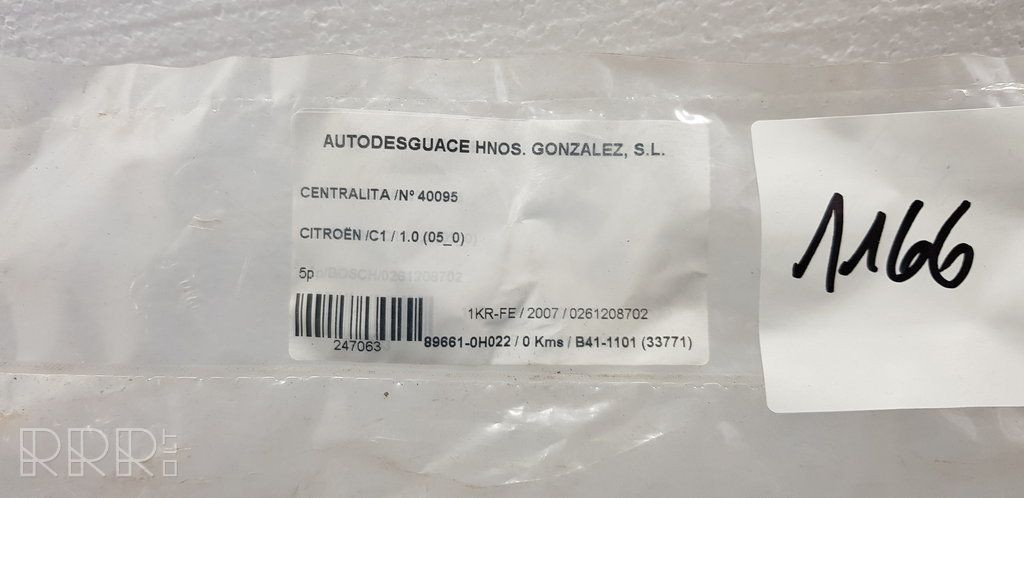 AUTODESGUACE HNOS. GONZALEZ, S.L.
CENTRALITA /Nº 40095
CITROËN /C1 / 1.0 (05_0)
5p /BOSCH/0261208702
1KR-FE / 2007 / 0261208702
247063
89661-0H022 / 0 Kms / B41-1101 (33771)
1166
RRR.LT